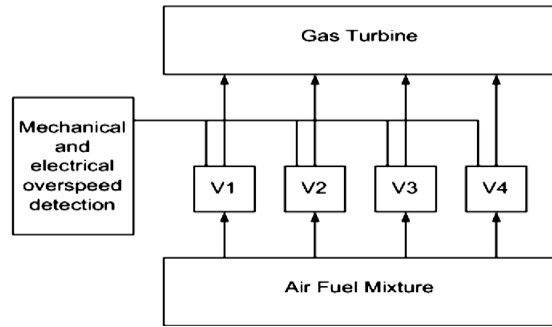 Gas Turbine
Mechanical
and
electrical
overspeed
detection
V1
V2
V3
V4
Air Fuel Mixture